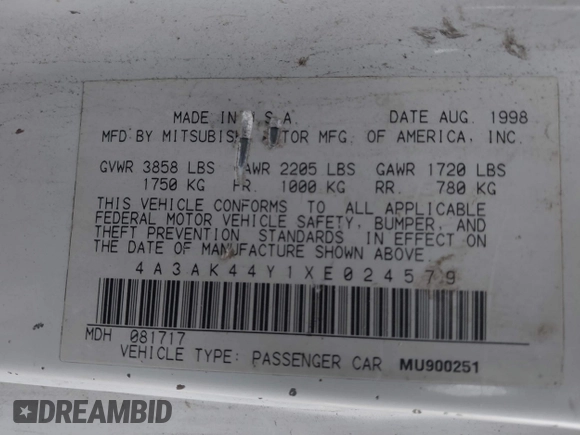 MADE IN U.S.A. DATE AUG. 1998
MFD BY MITSUBISHI MOTOR MFG. OF AMERICA, INC.
GVWR 3858 LBS GAWR 2205 LBS GAWR 1720 LBS
1750 KG FR. 1000 KG RR. 780 KG
THIS VEHICLE CONFORMS TO ALL APPLICABLE
FEDERAL MOTOR VEHICLE SAFETY, BUMPER, AND
THEFT PREVENTION STANDARDS IN EFFECT ON
THE DATE OF MANUFACTURE SHOWN ABOVE.
4A3AK44Y1XE024579
MDH 081717
VEHICLE TYPE: PASSENGER CAR MU900251
DREAMBID